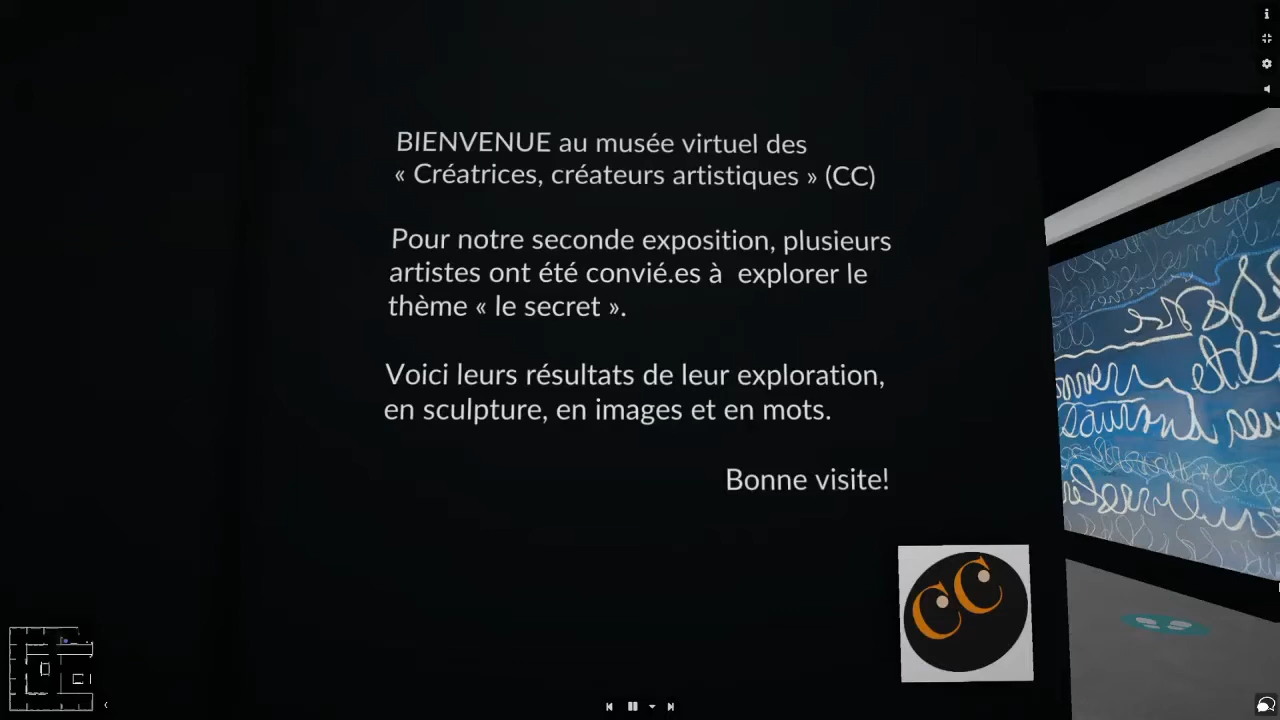 BIENVENUE au musée virtuel des
« Créatrices, créateurs artistiques » (CC)
Pour notre seconde exposition, plusieurs
artistes ont été convié.es à explorer le
thème « le secret ».
Voici leurs résultats de leur exploration,
en sculpture, en images et en mots.
Bonne visite!
CC